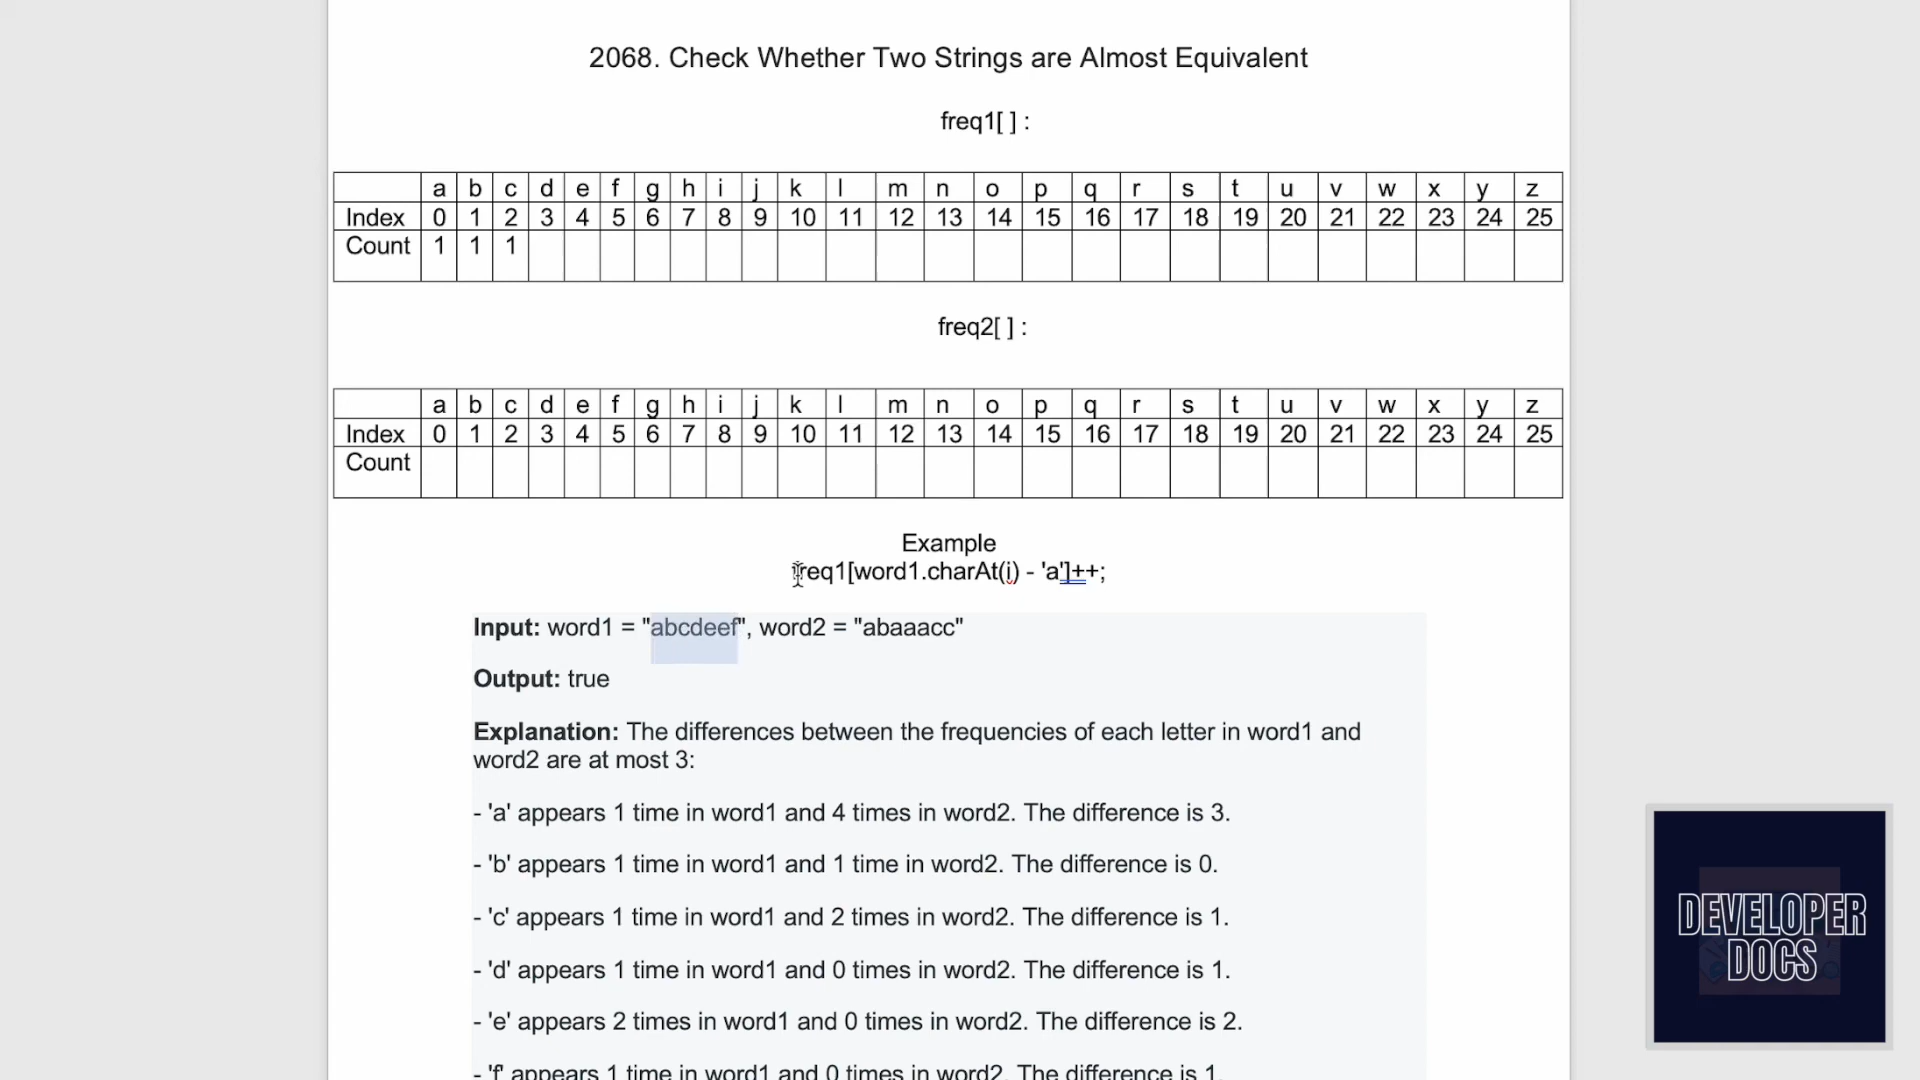 2068. Check Whether Two Strings are Almost Equivalent
freq1[ ] :
a b c d e f g h i j k l m n o p q r s t u v w x y z
Index 0 1 2 3 4 5 6 7 8 9 10 11 12 13 14 15 16 17 18 19 20 21 22 23 24 25
Count 1 1 1
freq2[ ] :
a b c d e f g h i j k l m n o p q r s t u v w x y z
Index 0 1 2 3 4 5 6 7 8 9 10 11 12 13 14 15 16 17 18 19 20 21 22 23 24 25
Count
Example
freq1[word1.charAt(i) - 'a']++;
Input: word1 = "abcdeef", word2 = "abaaacc"
Output: true
Explanation: The differences between the frequencies of each letter in word1 and
word2 are at most 3:
- 'a' appears 1 time in word1 and 4 times in word2. The difference is 3.
- 'b' appears 1 time in word1 and 1 time in word2. The difference is 0.
- 'c' appears 1 time in word1 and 2 times in word2. The difference is 1.
- 'd' appears 1 time in word1 and 0 times in word2. The difference is 1.
- 'e' appears 2 times in word1 and 0 times in word2. The difference is 2.
- 'f' appears 1 time in word1 and 0 times in word2. The difference is 1.
DEVELOPER
DOCS